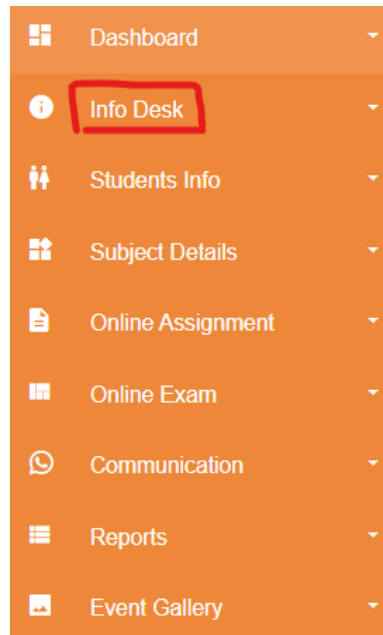 Dashboard
Info Desk
Students Info
Subject Details
Online Assignment
Online Exam
Communication
Reports
Event Gallery